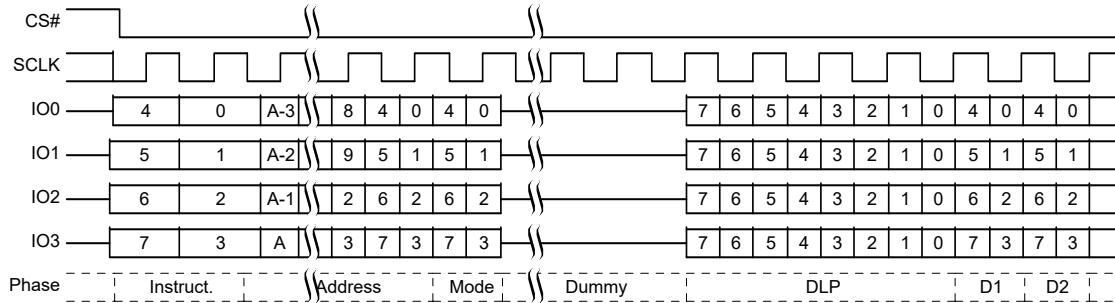 CS#
SCLK
IO0 4 0 A-3 8 4 0 4 0 7 6 5 4 3 2 1 0 4 0 4 0
IO1 5 1 A-2 9 5 1 5 1 7 6 5 4 3 2 1 0 5 1 5 1
IO2 6 2 A-1 2 6 2 6 2 7 6 5 4 3 2 1 0 6 2 6 2
IO3 7 3 A 3 7 3 7 3 7 6 5 4 3 2 1 0 7 3 7 3
Phase Instruct. Address Mode Dummy DLP D1 D2